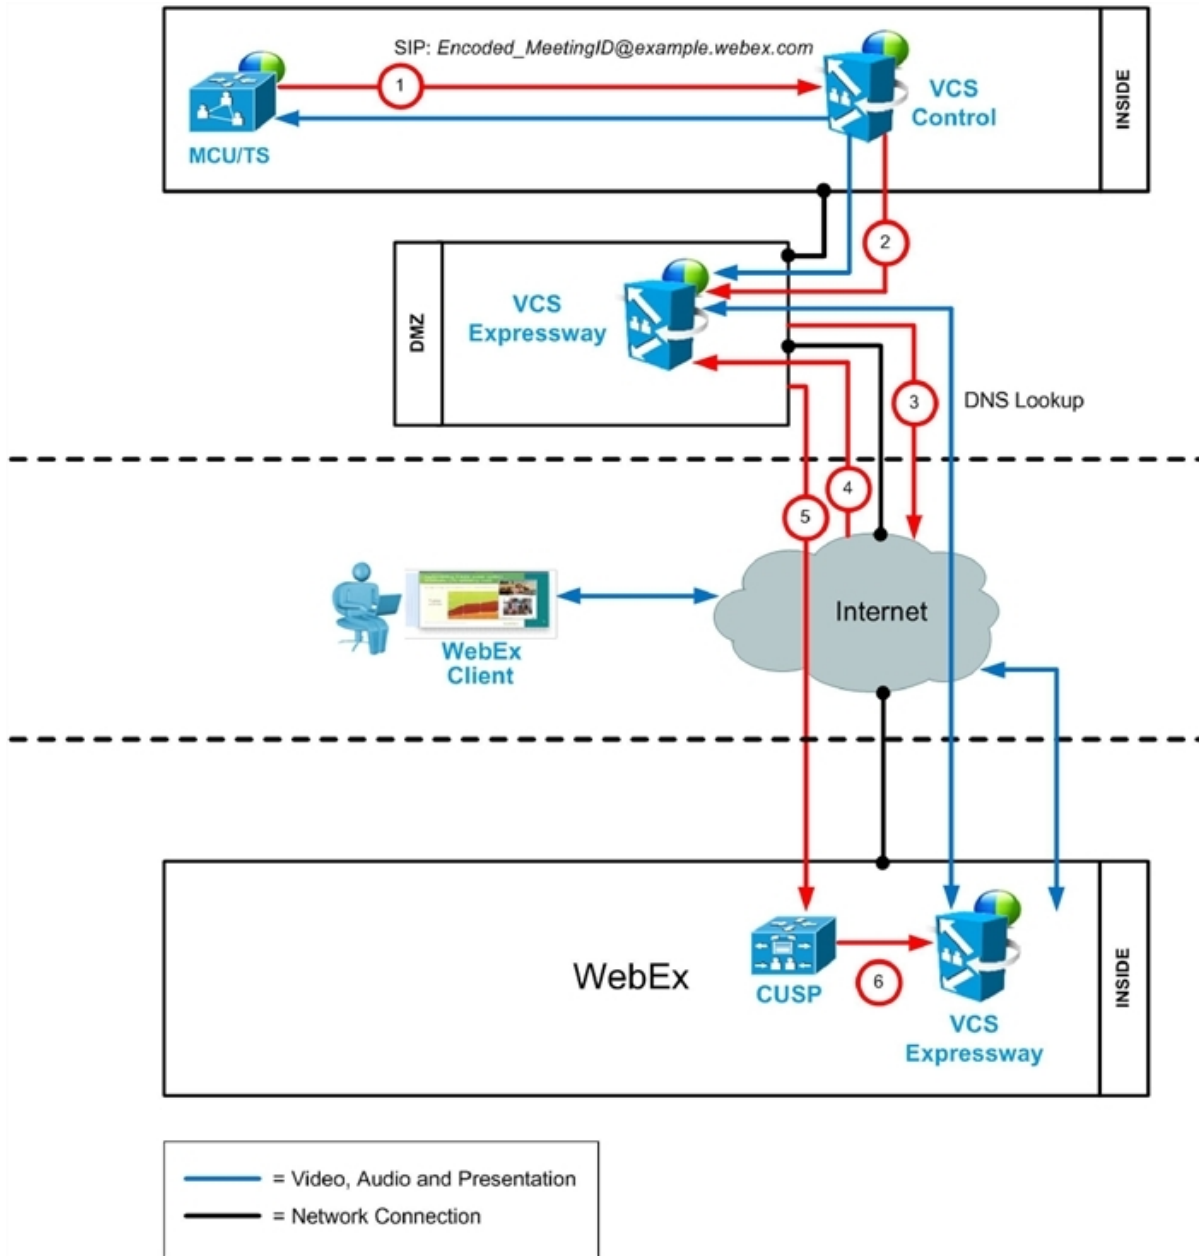 SIP: Encoded_MeetingID@example.webex.com
1
MCU/TS
VCS
Control
INSIDE
2
DMZ
VCS
Expressway
3
DNS Lookup
4
5
WebEx
Client
Internet
WebEx
CUSP
6
VCS
Expressway
INSIDE
= Video, Audio and Presentation
= Network Connection